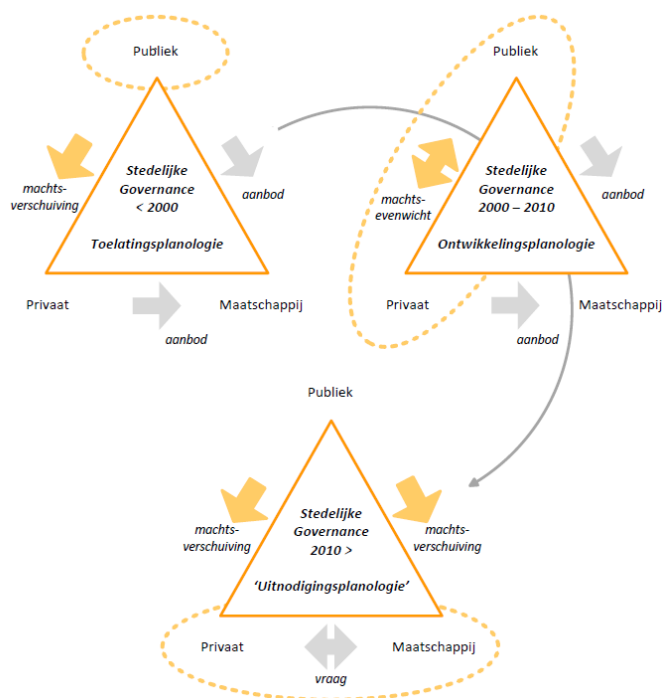 Publiek
machts-
verschuiving
Stedelijke
Governance
< 2000
Toelatingsplanologie
aanbod
Privaat
Maatschappij
aanbod
Publiek
machts-
evenwicht
Stedelijke
Governance
2000 – 2010
Ontwikkelingsplanologie
aanbod
Privaat
Maatschappij
aanbod
Publiek
machts-
verschuiving
Stedelijke
Governance
2010 >
‘Uitnodigingsplanologie’
machts-
verschuiving
Privaat
Maatschappij
vraag